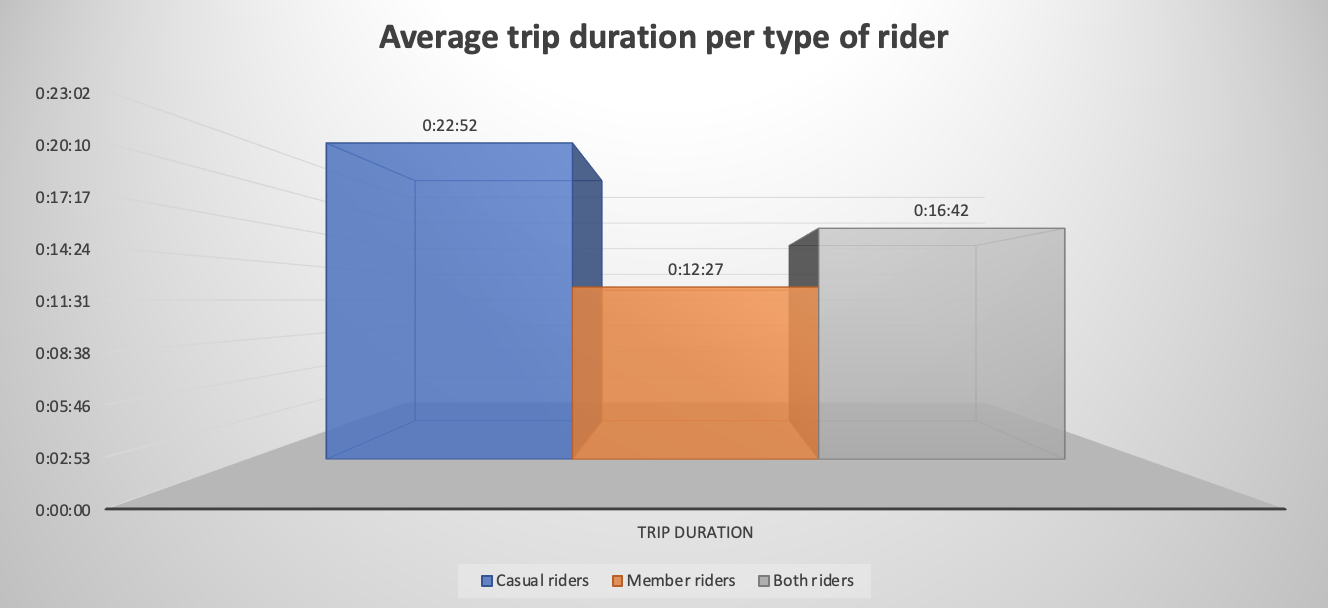 Average trip duration per type of rider
0:23:02
0:20:10
0:17:17
0:14:24
0:11:31
0:08:38
0:05:46
0:02:53
0:00:00
0:22:52
0:12:27
0:16:42
TRIP DURATION
Casual riders
Member riders
Both riders